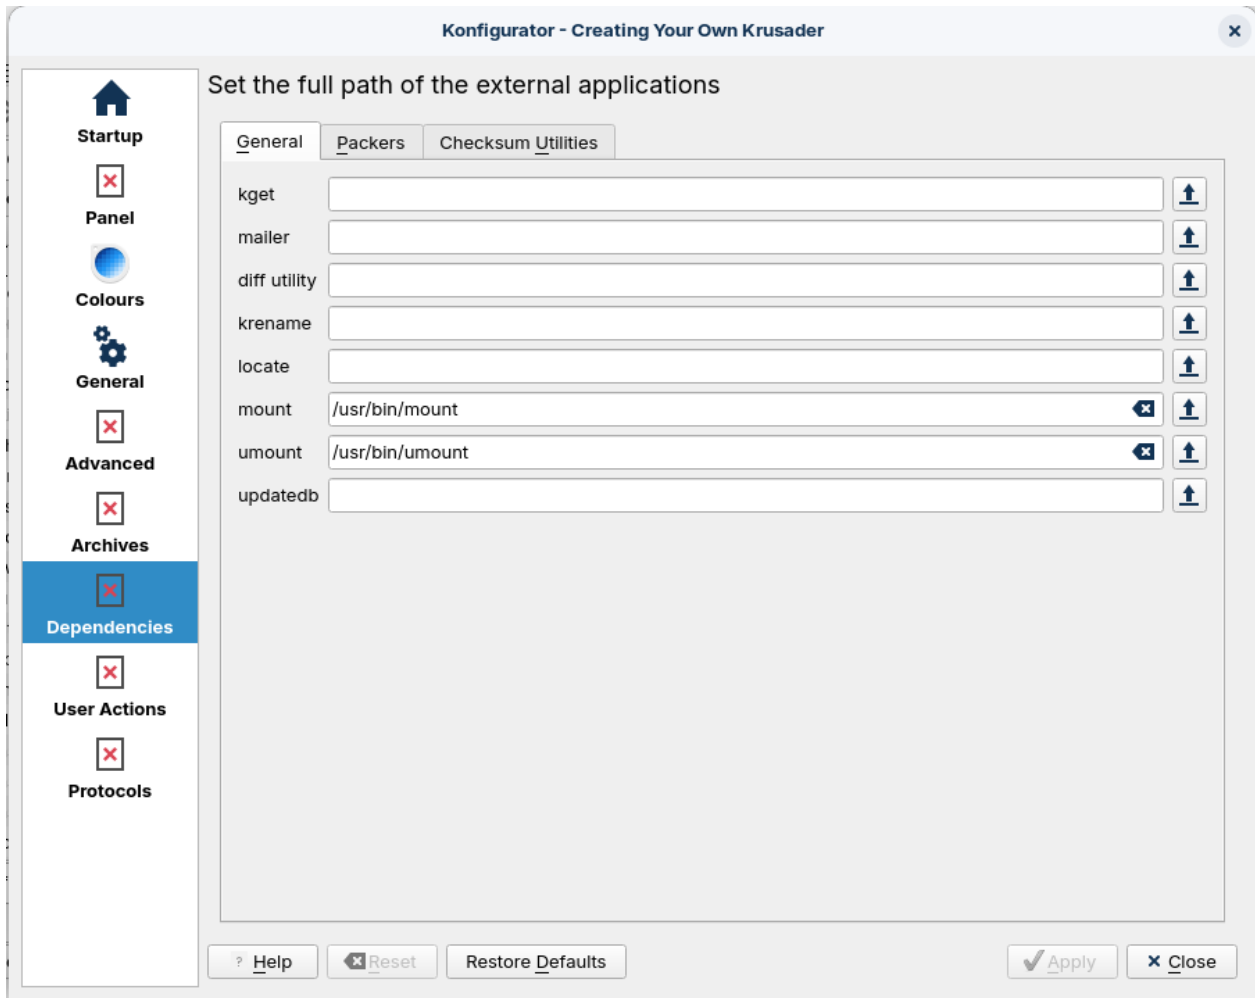 Konfigurator - Creating Your Own Krusader
Startup
Panel
Colours
General
Advanced
Archives
Dependencies
User Actions
Protocols
Set the full path of the external applications
General Packers Checksum Utilities
kget
mailer
diff utility
krename
locate
mount /usr/bin/mount
umount /usr/bin/umount
updatedb
? Help Reset Restore Defaults Apply Close